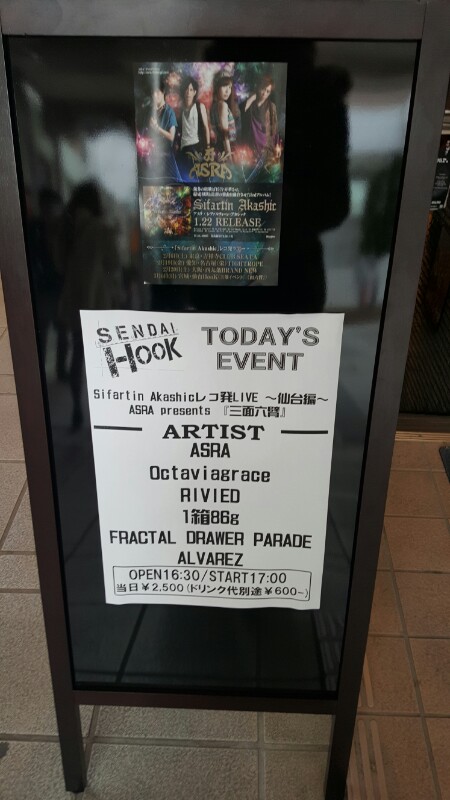 ASRA
Sifartin Akashic
1.22 RELEASE
SENDAI
HOOK
TODAY'S
EVENT
Sifartin Akashicレコ発LIVE ～仙台編～
ASRA presents 『三面六臂』
ARTIST
ASRA
Octaviagrace
RIVIED
1箱86g
FRACTAL DRAWER PARADE
ALVAREZ
OPEN16:30/START17:00
当日￥2,500(ドリンク代別途￥600～)